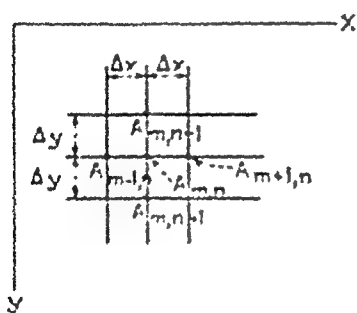 X
Δx Δx
Δy A m,n-1
Δy A m-1,n A m,n A m+1,n
A m,n+1
y